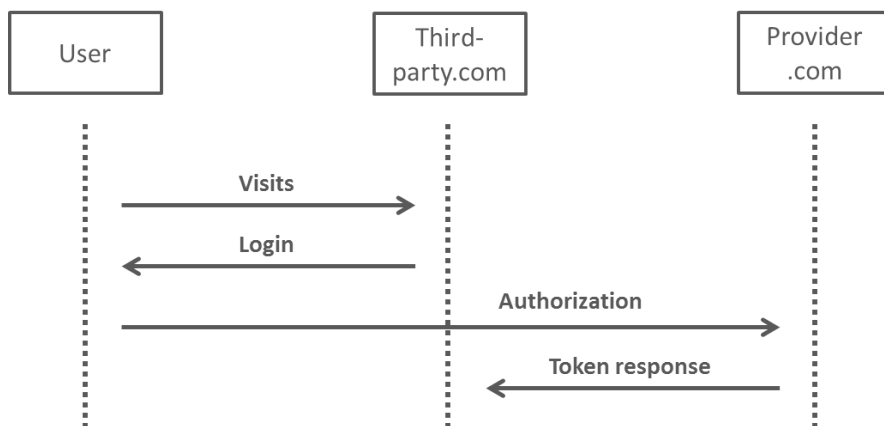 User
Third-
party.com
Provider
.com
Visits
Login
Authorization
Token response